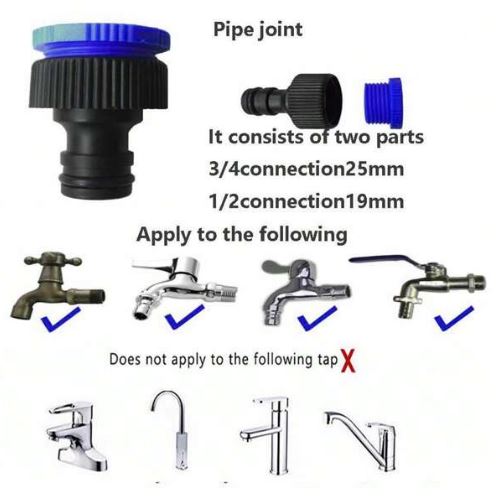 Pipe joint
It consists of two parts
3/4connection25mm
1/2connection19mm
Apply to the following
Does not apply to the following tap X